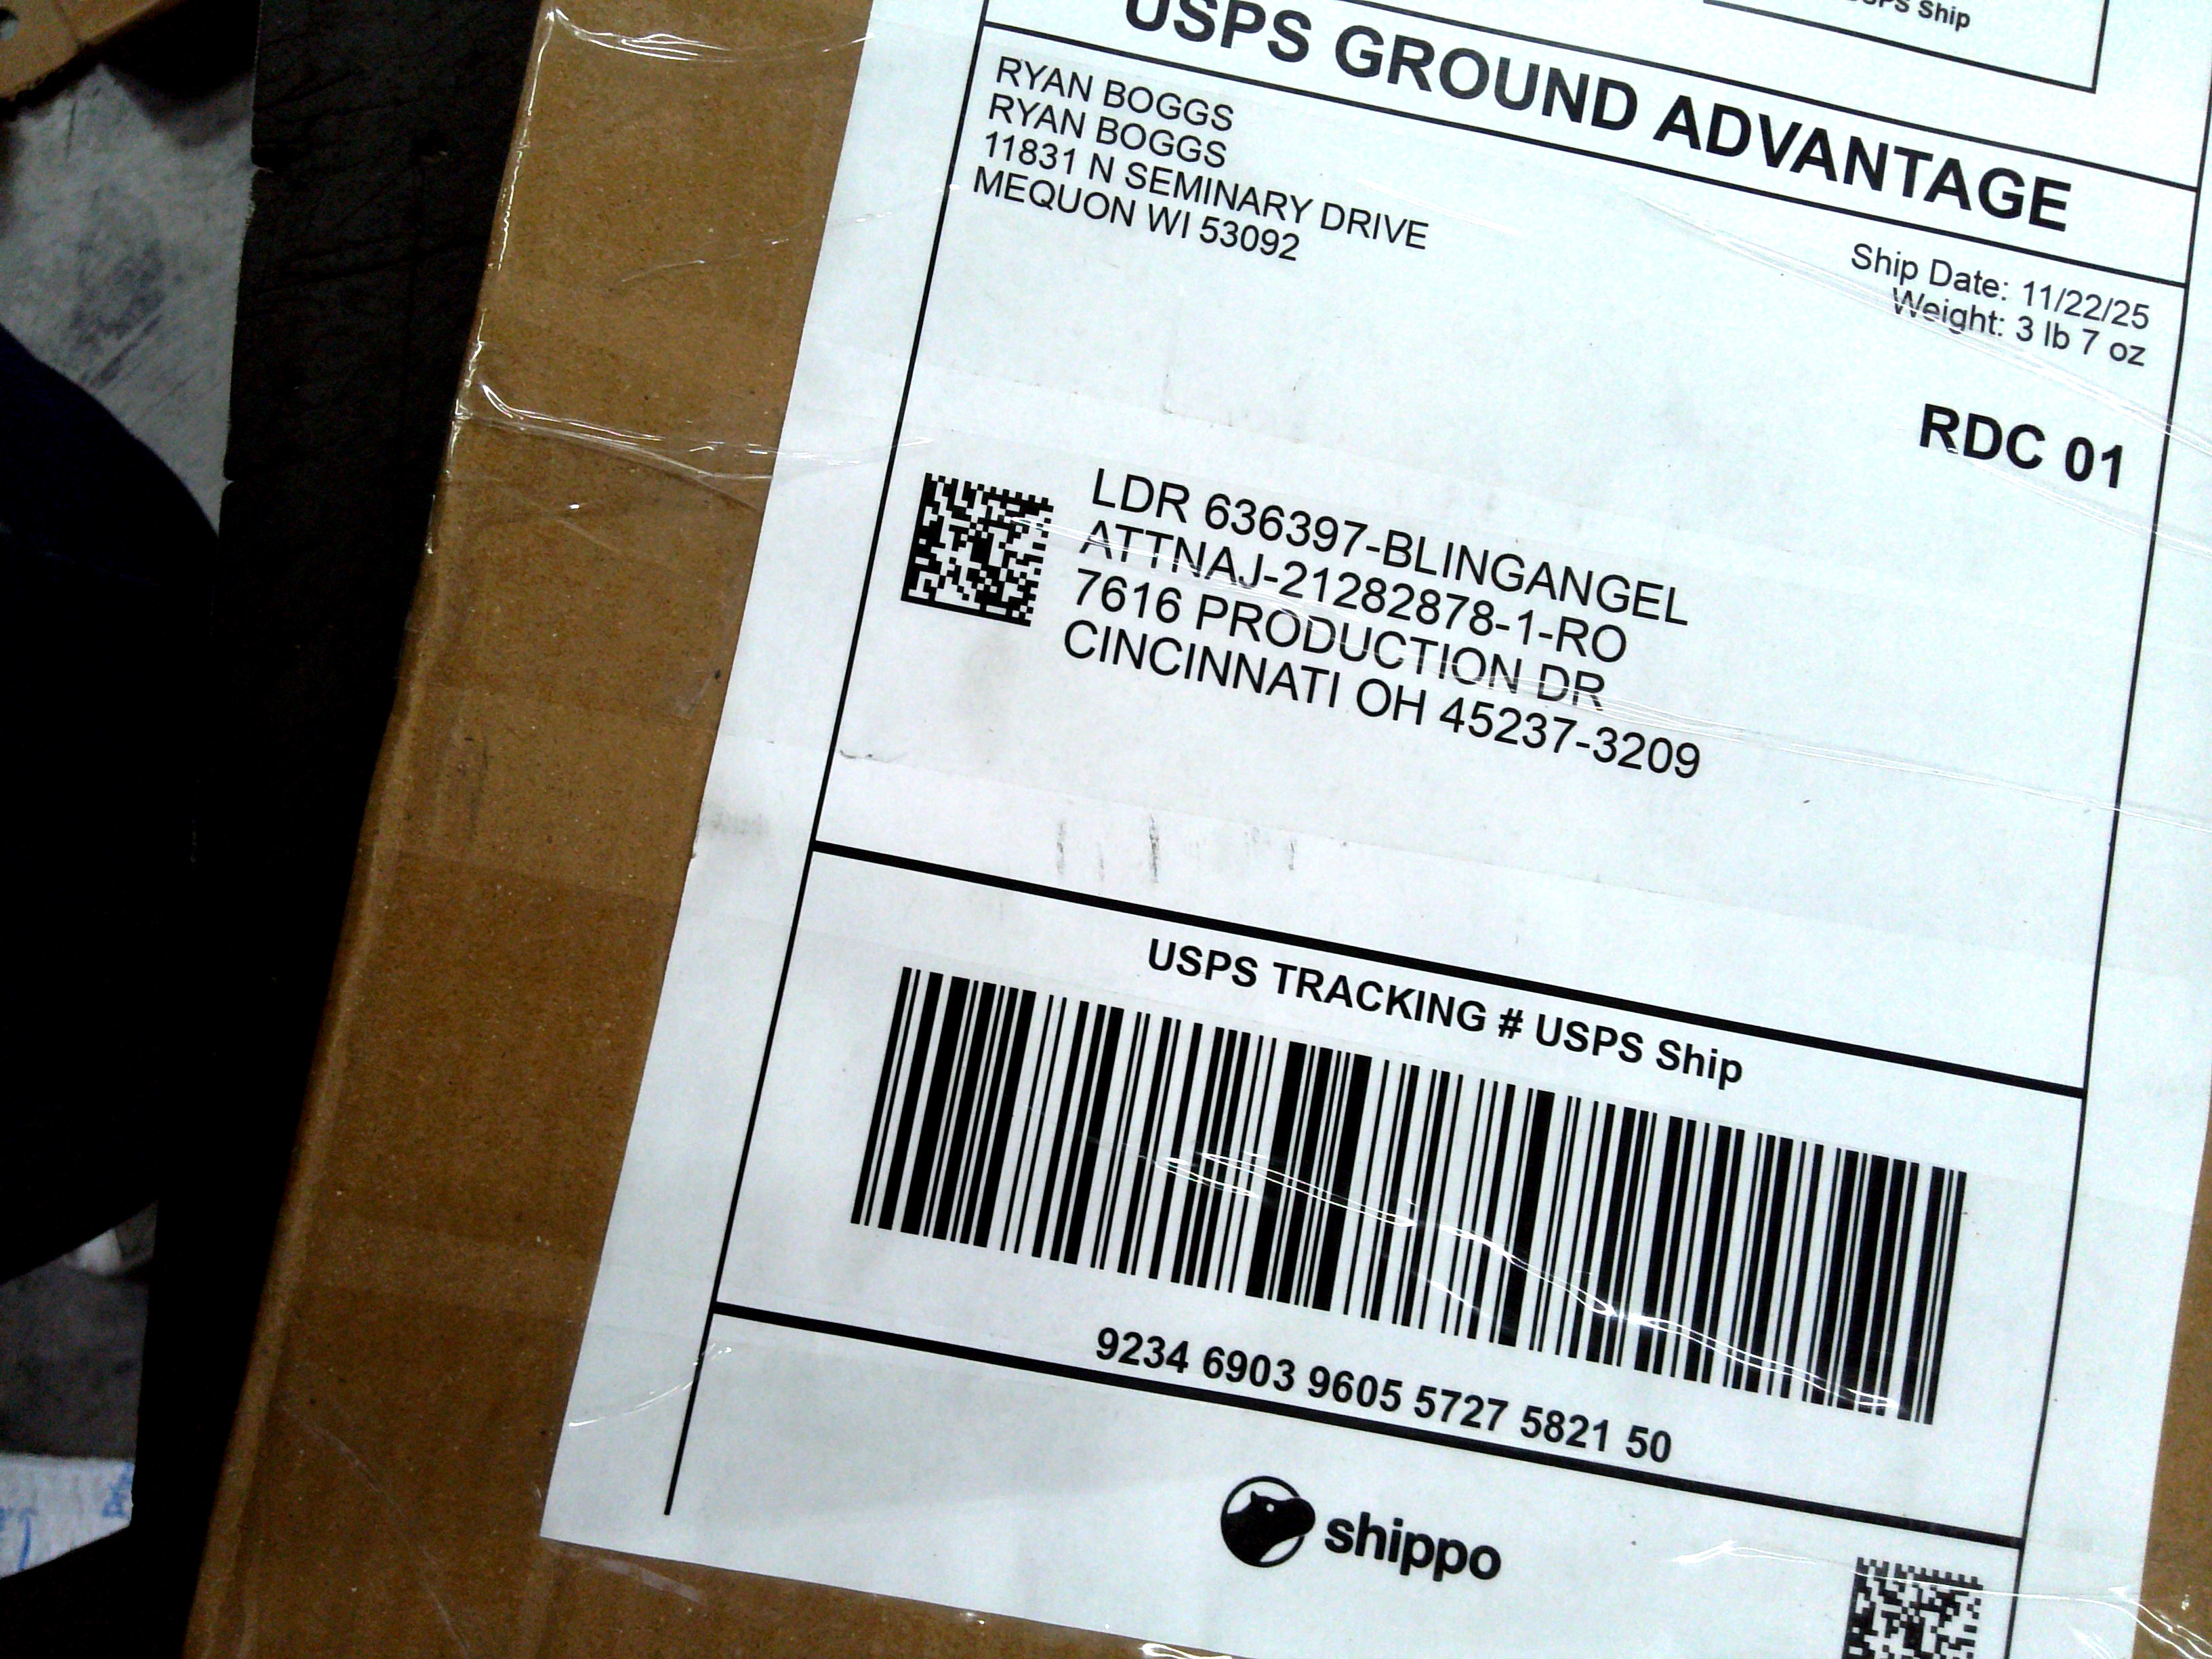 USPS Ship
USPS GROUND ADVANTAGE
RYAN BOGGS
RYAN BOGGS
11831 N SEMINARY DRIVE
MEQUON WI 53092
Ship Date: 11/22/25
Weight: 3 lb 7 oz
RDC 01
LDR 636397-BLINGANGEL
ATTNAJ-21282878-1-RO
7616 PRODUCTION DR
CINCINNATI OH 45237-3209
USPS TRACKING # USPS Ship
9234 6903 9605 5727 5821 50
shippo